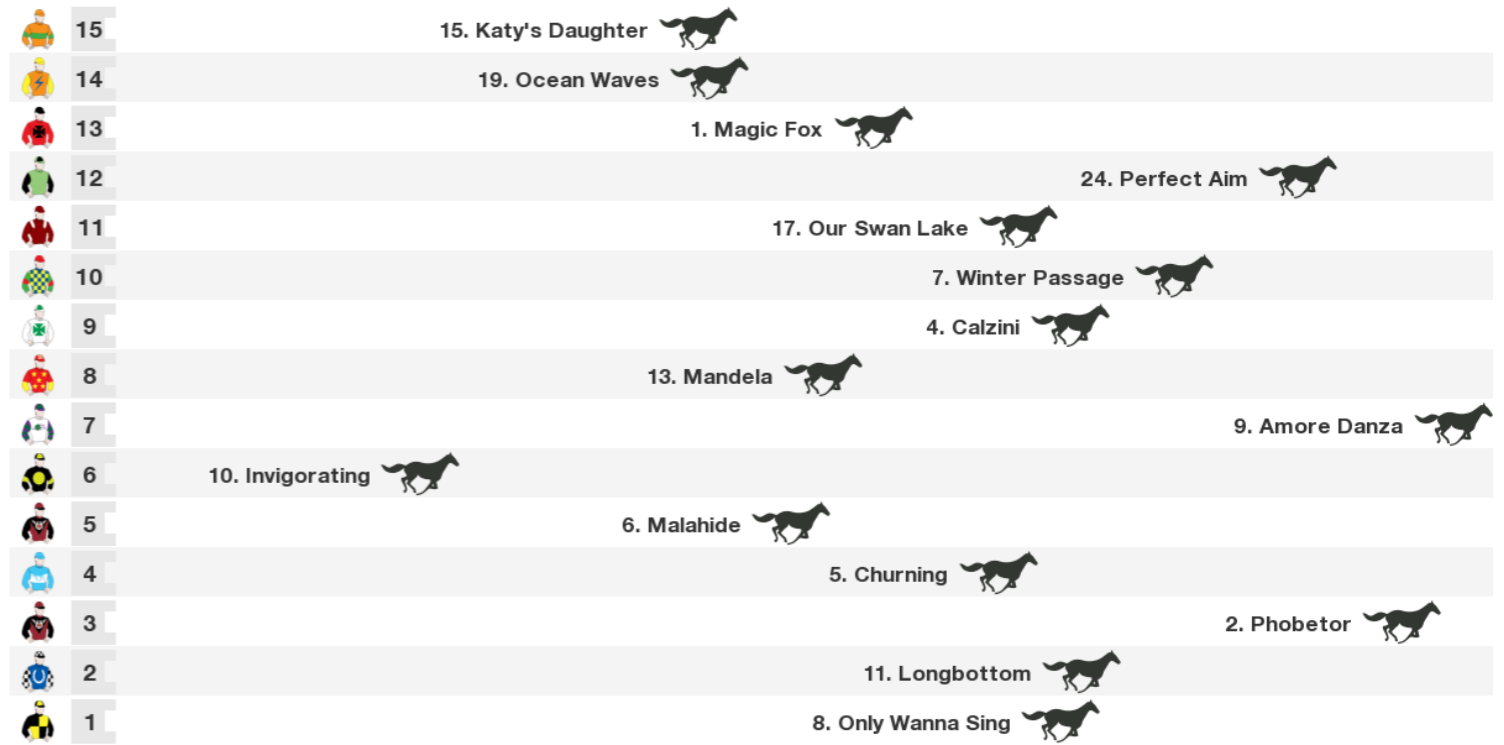 15 15. Katy's Daughter
14 19. Ocean Waves
13 1. Magic Fox
12 24. Perfect Aim
11 17. Our Swan Lake
10 7. Winter Passage
9 4. Calzini
8 13. Mandela
7 9. Amore Danza
6 10. Invigorating
5 6. Malahide
4 5. Churning
3 2. Phobetor
2 11. Longbottom
1 8. Only Wanna Sing